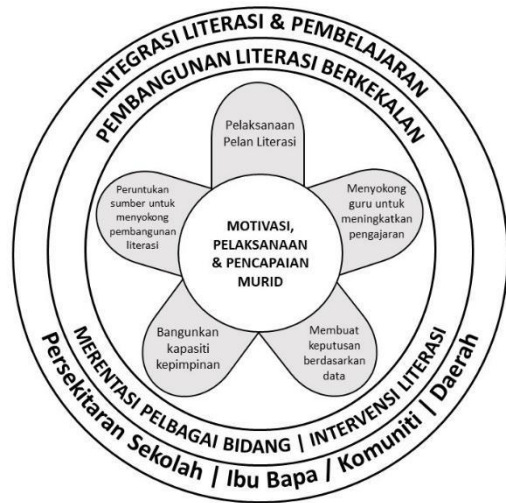 INTEGRASI LITERASI & PEMBELAJARAN
PEMBANGUNAN LITERASI BERKEKALAN
Pelaksanaan
Pelan Literasi
Peruntukan
sumber untuk
menyokong
pembangunan
literasi
Menyokong
guru untuk
meningkatkan
pengajaran
MOTIVASI,
PELAKSANAAN
& PENCAPAIAN
MURID
Bangunkan
kapasiti
kepimpinan
Membuat
keputusan
berdasarkan
data
MERENTASI PELBAGAI BIDANG | INTERVENSI LITERASI
Persekitaran Sekolah | Ibu Bapa / Komuniti | Daerah